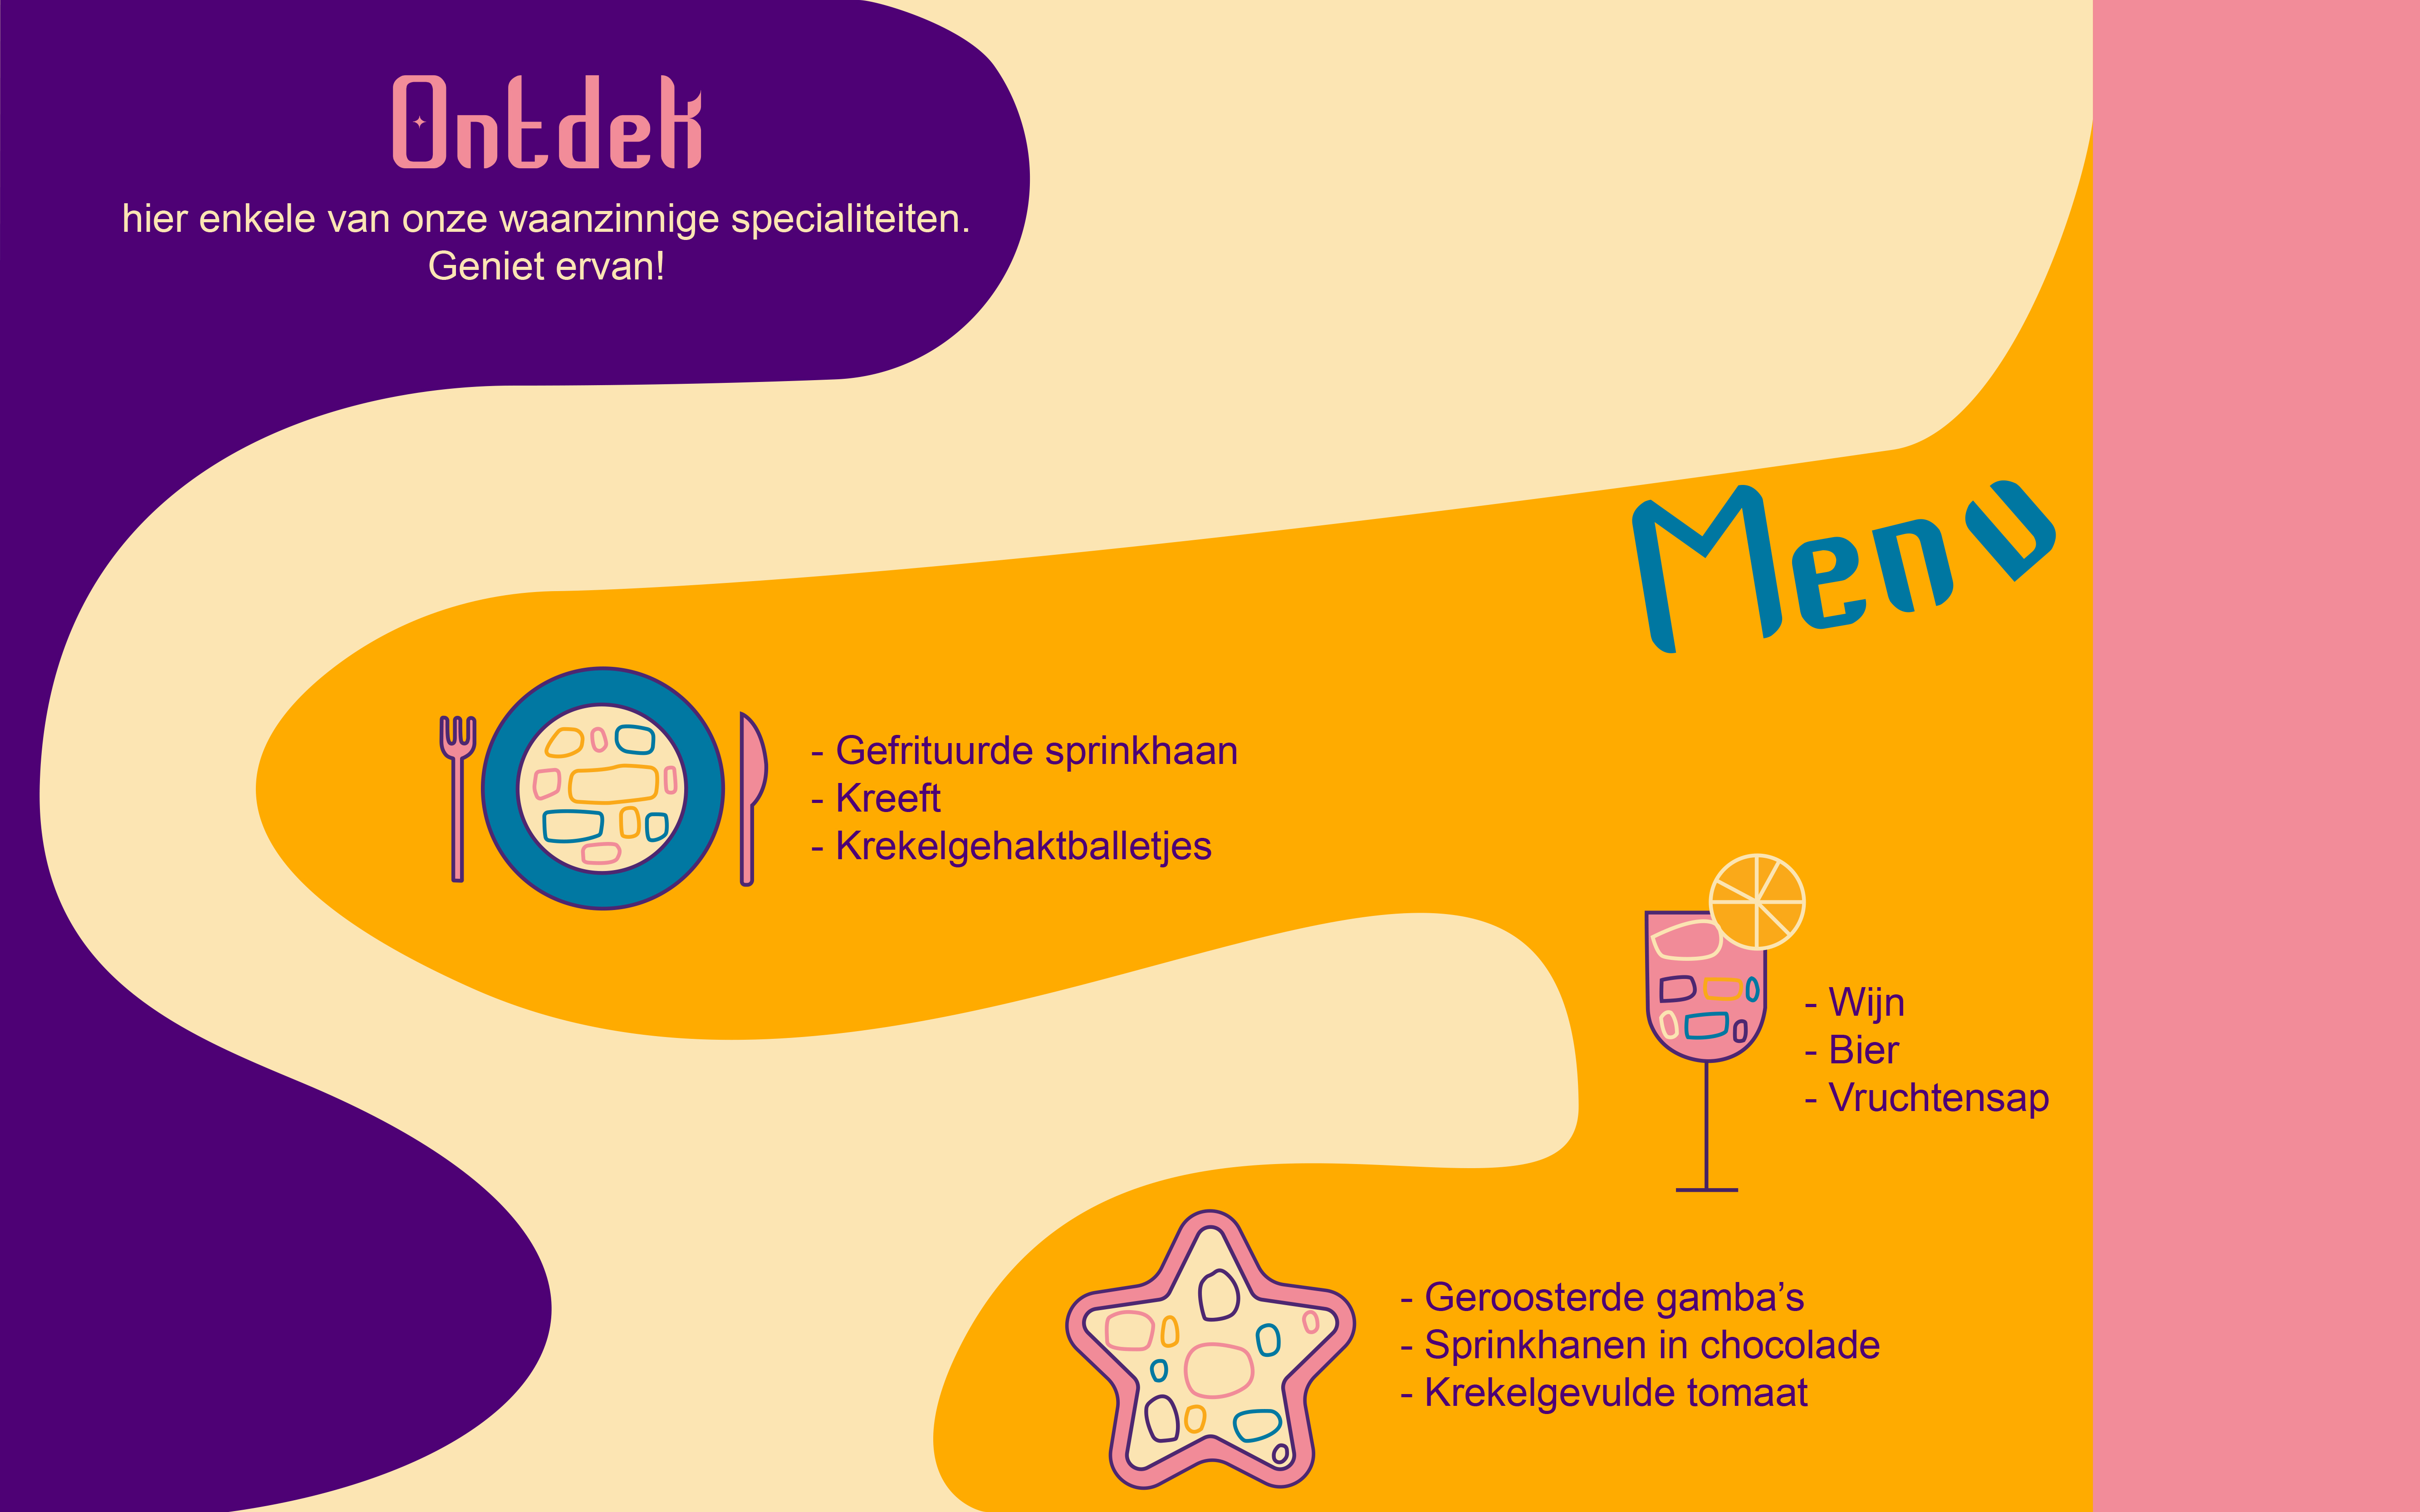 Ontdek
hier enkele van onze waanzinnige specialiteiten.
Geniet ervan!
Menu
- Gefrituurde sprinkhaan
- Kreeft
- Krekelgehaktballetjes
- Wijn
- Bier
- Vruchtensap
- Geroosterde gamba’s
- Sprinkhanen in chocolade
- Krekelgevulde tomaat